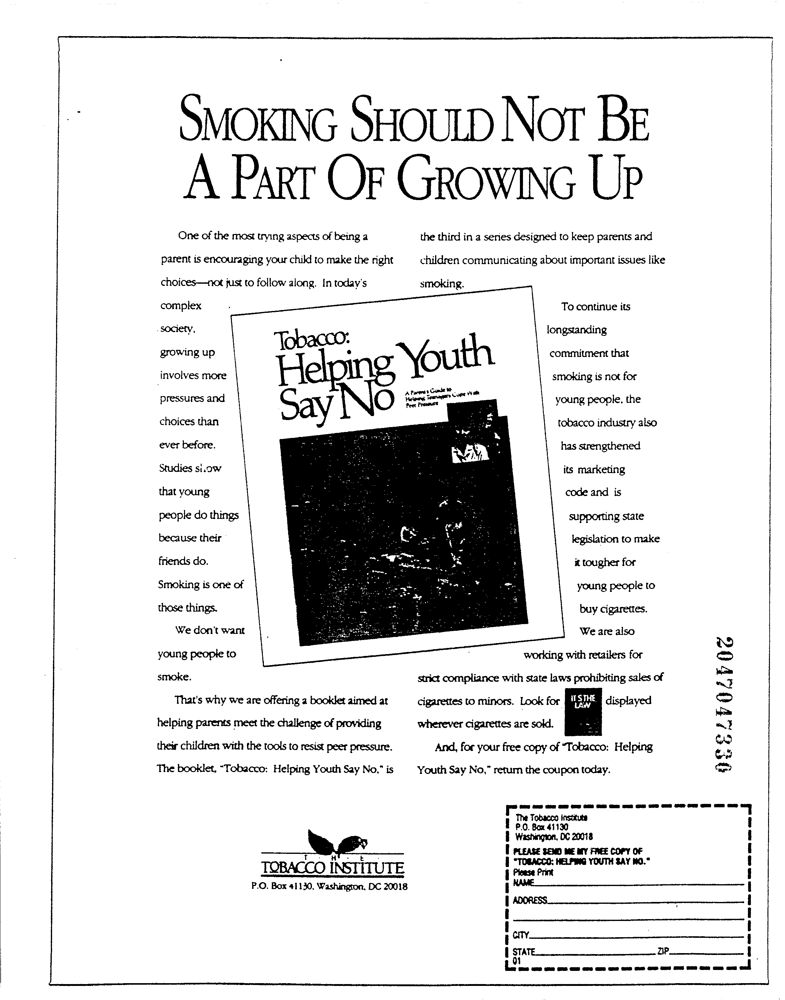 SMOKING SHOULD NOT BE
A PART OF GROWING UP
One of the most trying aspects of being a
parent is encouraging your child to make the right
choices—not just to follow along. In today's
complex
society,
growing up
involves more
pressures and
choices than
ever before.
Studies show
that young
people do things
because their
friends do.
Smoking is one of
those things.
We don't want
young people to
smoke.
That's why we are offering a booklet aimed at
helping parents meet the challenge of providing
their children with the tools to resist peer pressure.
The booklet, "Tobacco: Helping Youth Say No," is
Tobacco:
Helping Youth
Say No
A Parent's Guide to
Helping Teenagers Cope With
Peer Pressure
the third in a series designed to keep parents and
children communicating about important issues like
smoking.
To continue its
longstanding
commitment that
smoking is not for
young people, the
tobacco industry also
has strengthened
its marketing
code and is
supporting state
legislation to make
it tougher for
young people to
buy cigarettes.
We are also
working with retailers for
strict compliance with state laws prohibiting sales of
cigarettes to minors. Look for IT'S THE LAW displayed
wherever cigarettes are sold.
And, for your free copy of "Tobacco: Helping
Youth Say No," return the coupon today.
2047047330
THE
TOBACCO INSTITUTE
P.O. Box 41130, Washington, DC 20018
The Tobacco Institute
P.O. Box 41130
Washington, DC 20018
PLEASE SEND ME MY FREE COPY OF
"TOBACCO: HELPING YOUTH SAY NO."
Please Print
NAME
ADDRESS
CITY
STATE ZIP
01